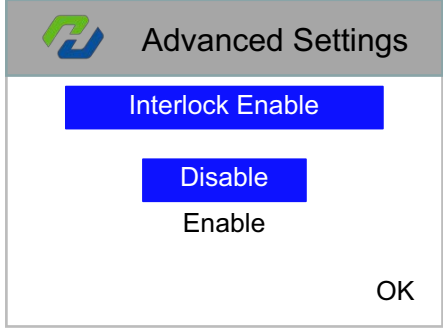 Advanced Settings
Interlock Enable
Disable
Enable
OK